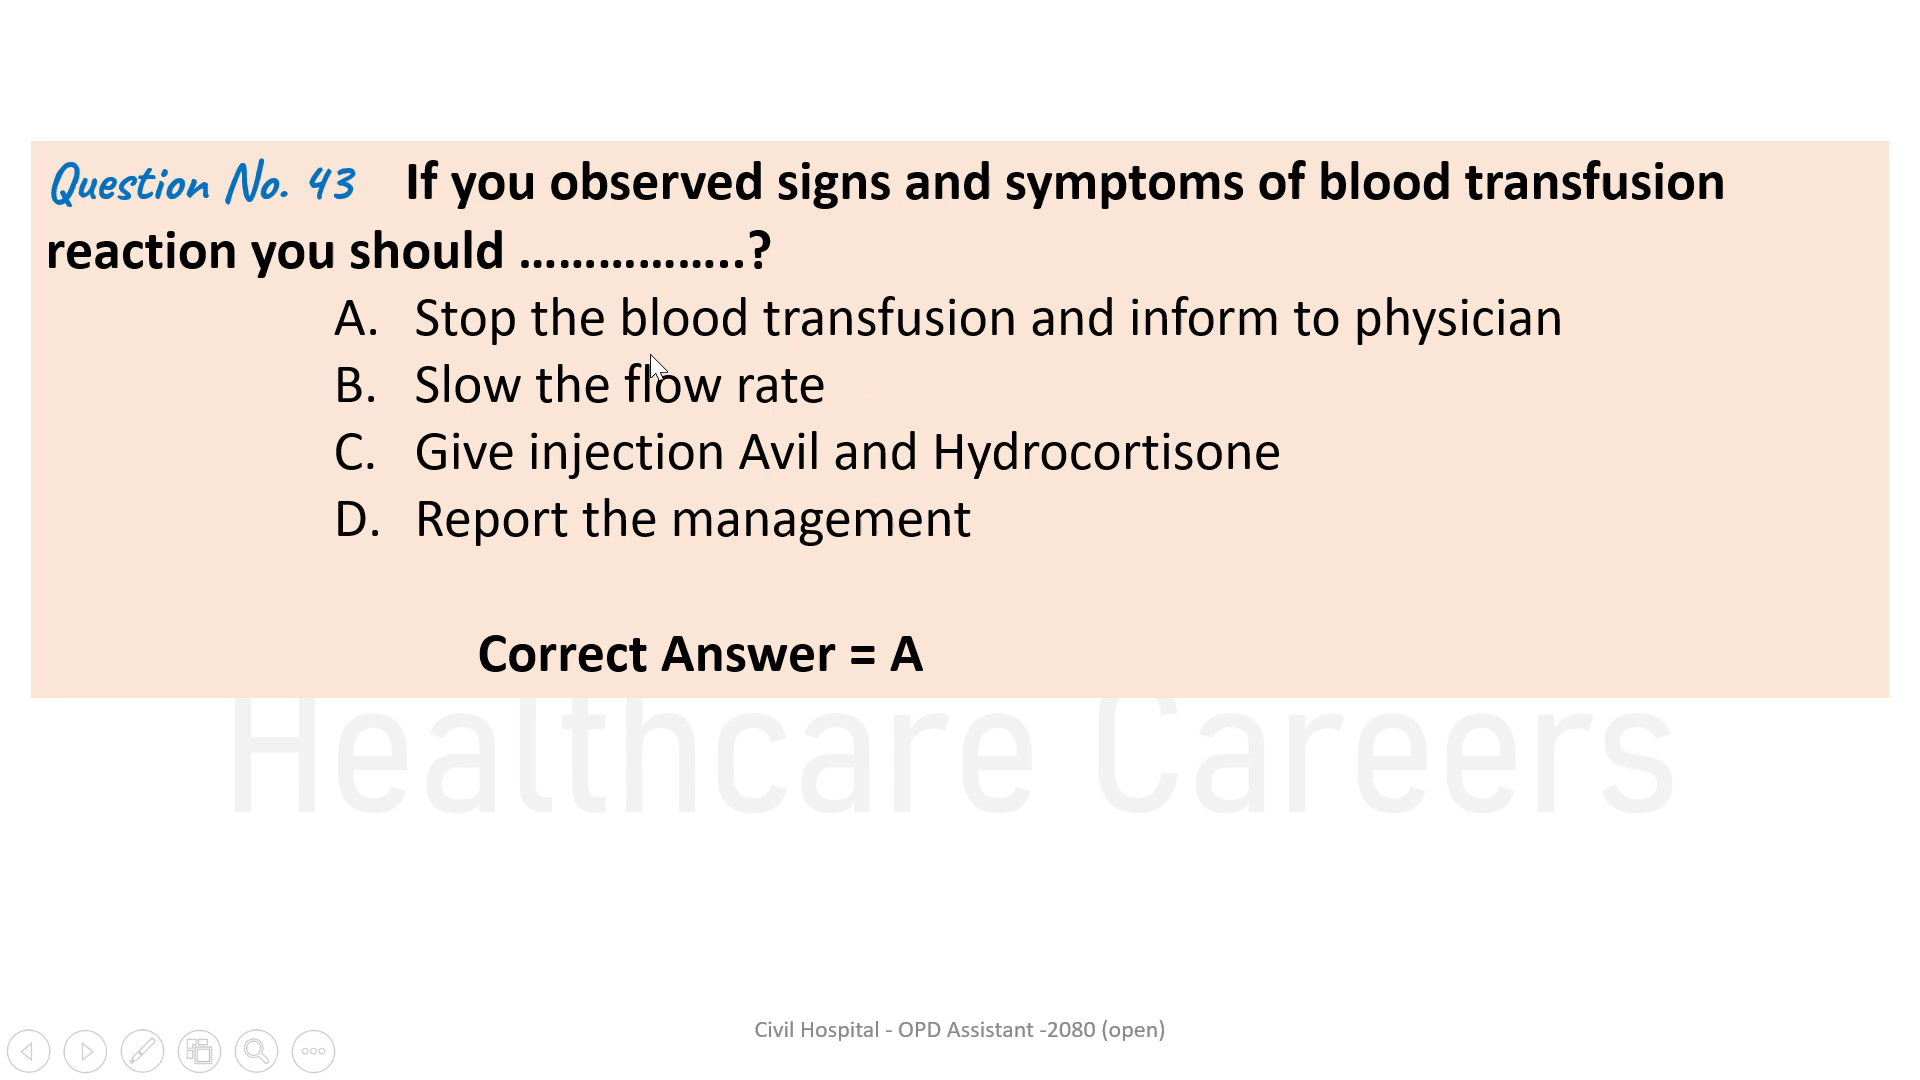 Question No. 43 If you observed signs and symptoms of blood transfusion
reaction you should ……………..?
A. Stop the blood transfusion and inform to physician
B. Slow the flow rate
C. Give injection Avil and Hydrocortisone
D. Report the management
Correct Answer = A
Healthcare Careers
Civil Hospital - OPD Assistant -2080 (open)